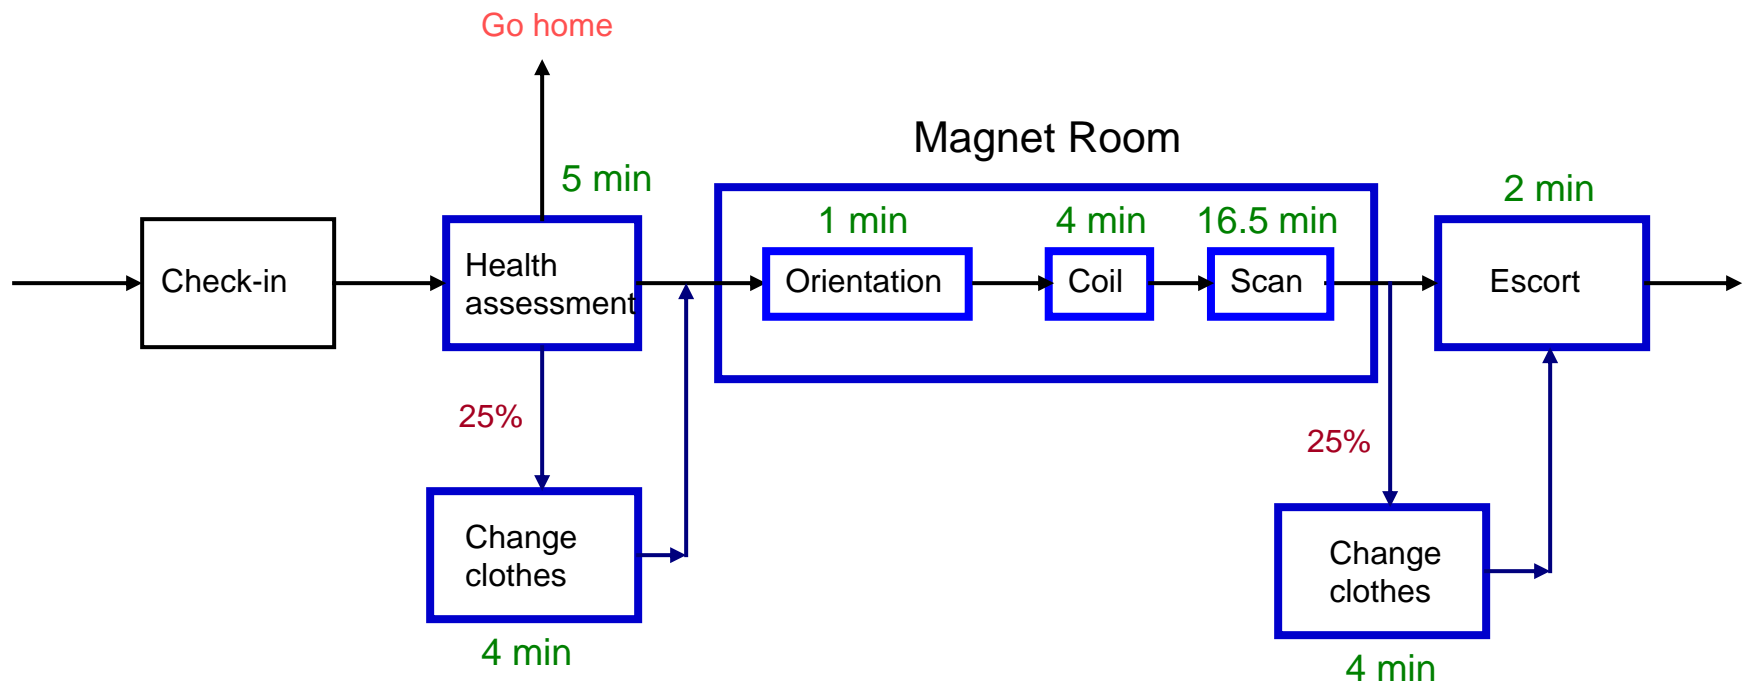 Go home
Magnet Room
5 min
2 min
1 min
4 min
16.5 min
Check-in
Health
assessment
Orientation
Coil
Scan
Escort
25%
25%
Change
clothes
Change
clothes
4 min
4 min